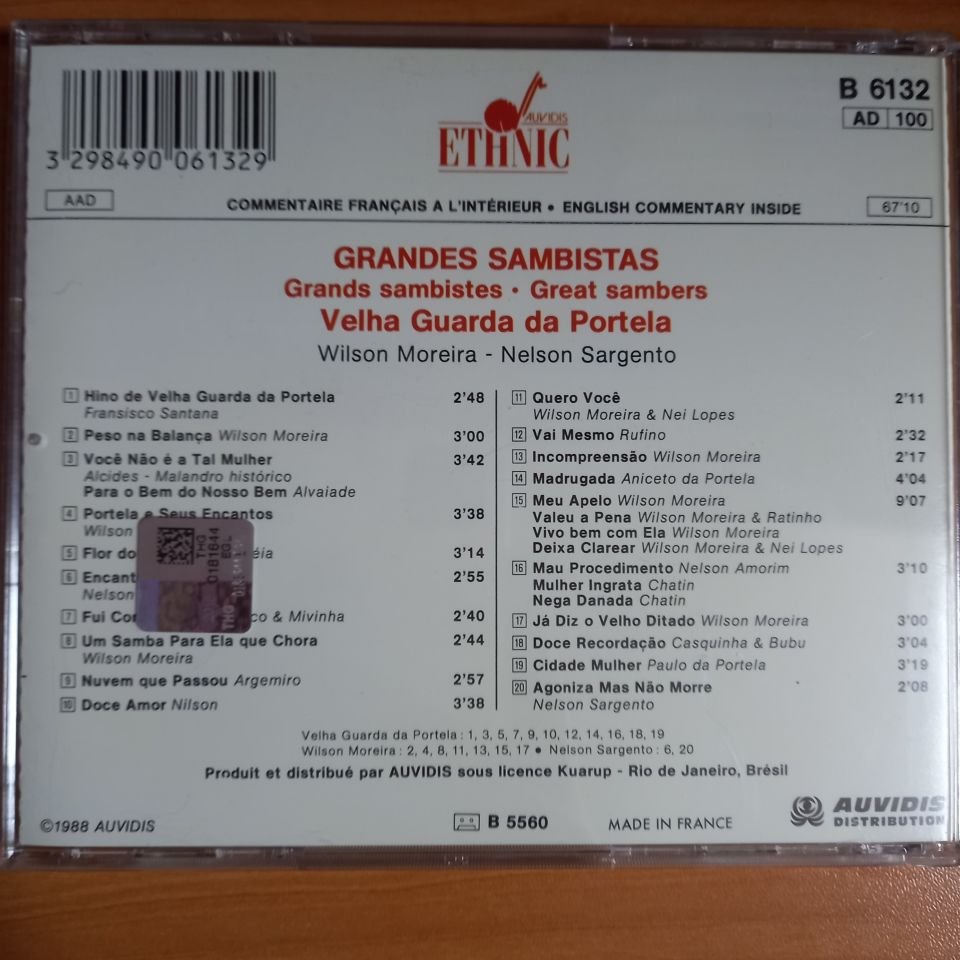 3 298490 061329
AUVIDIS
ETHNIC
B 6132
AD 100
AAD
COMMENTAIRE FRANÇAIS A L'INTÉRIEUR • ENGLISH COMMENTARY INSIDE
67'10
GRANDES SAMBISTAS
Grands sambistes • Great sambers
Velha Guarda da Portela
Wilson Moreira - Nelson Sargento
1 Hino de Velha Guarda da Portela 2'48
Fransisco Santana
2 Peso na Balança Wilson Moreira 3'00
3 Você Não é a Tal Mulher 3'42
Alcides - Malandro histórico
Para o Bem do Nosso Bem Alvaiade
4 Portela e Seus Encantos 3'38
Wilson
5 Flor do 3'14
6 Encant 2'55
Nelson
7 Fui Co & Mivinha 2'40
8 Um Samba Para Ela que Chora 2'44
Wilson Moreira
9 Nuvem que Passou Argemiro 2'57
10 Doce Amor Nilson 3'38
THG
EGL
0181644
THG
11 Quero Você 2'11
Wilson Moreira & Nei Lopes
12 Vai Mesmo Rufino 2'32
13 Incompreensão Wilson Moreira 2'17
14 Madrugada Aniceto da Portela 4'04
15 Meu Apelo Wilson Moreira 9'07
Valeu a Pena Wilson Moreira & Ratinho
Vivo bem com Ela Wilson Moreira
Deixa Clarear Wilson Moreira & Nei Lopes
16 Mau Procedimento Nelson Amorim 3'10
Mulher Ingrata Chatin
Nega Danada Chatin
17 Já Diz o Velho Ditado Wilson Moreira 3'00
18 Doce Recordação Casquinha & Bubu 3'04
19 Cidade Mulher Paulo da Portela 3'19
20 Agoniza Mas Não Morre 2'08
Nelson Sargento
Velha Guarda da Portela : 1, 3, 5, 7, 9, 10, 12, 14, 16, 18, 19
Wilson Moreira : 2, 4, 8, 11, 13, 15, 17 • Nelson Sargento : 6, 20
Produit et distribué par AUVIDIS sous licence Kuarup - Rio de Janeiro, Brésil
©1988 AUVIDIS
B 5560
MADE IN FRANCE
AUVIDIS
DISTRIBUTION